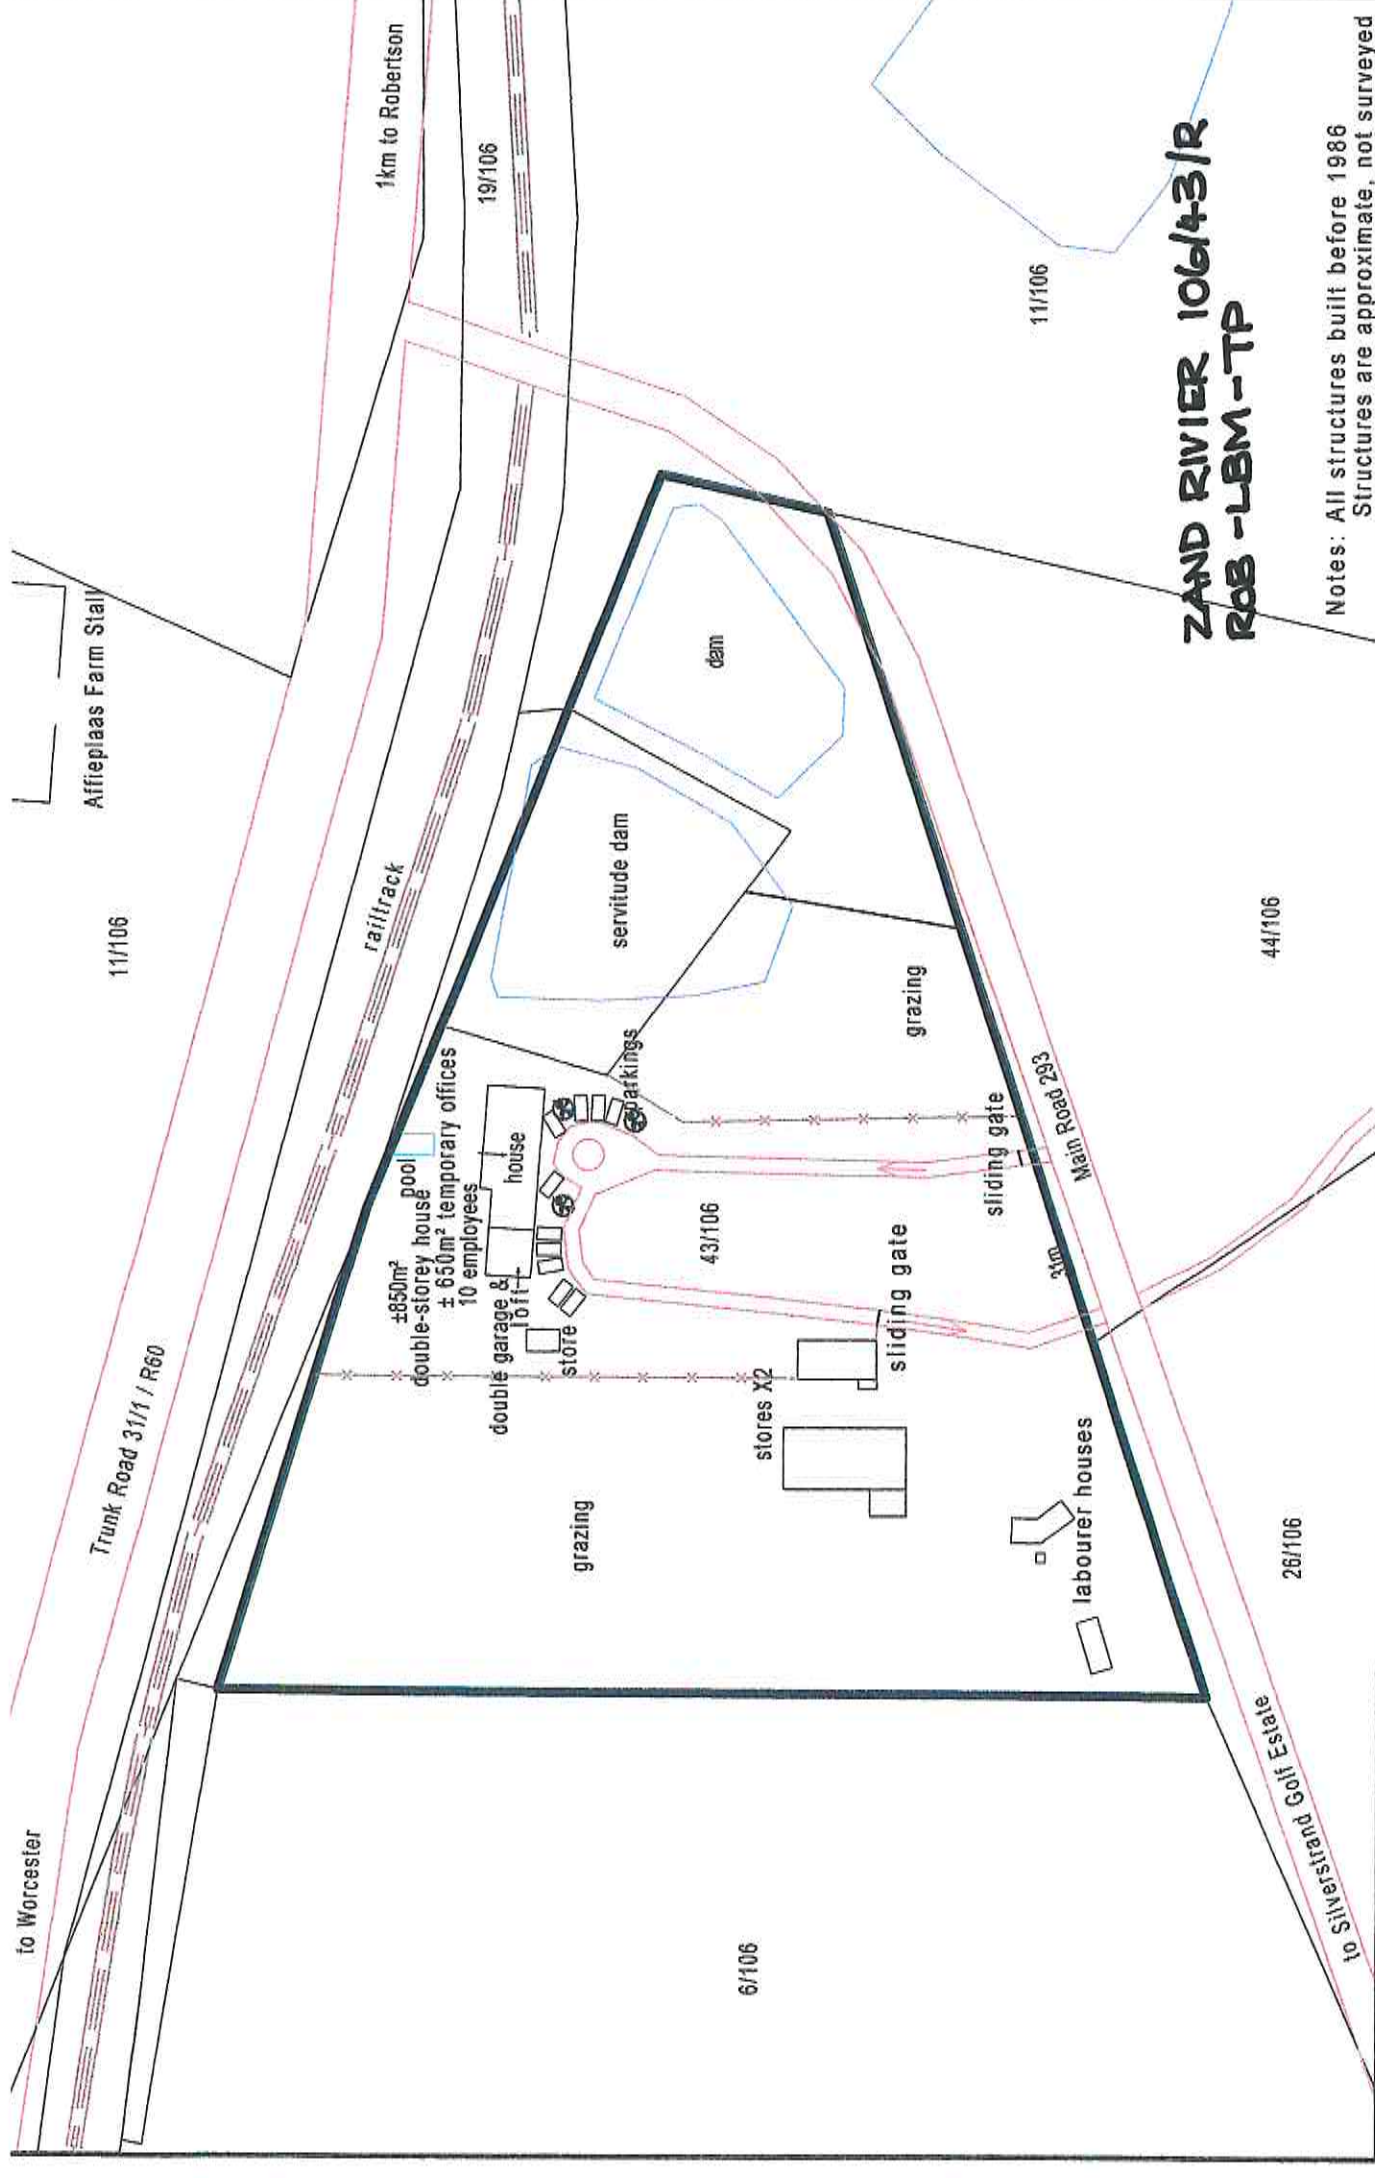 to Worcester
Trunk Road 31/1 / R60
11/106
Affieplaas Farm Stall
1km to Robertson
19/106
railtrack
±850m²
double-storey house
pool
± 650m² temporary offices
10 employees
double garage &
loft
house
store
parkings
servitude dam
dam
grazing
43/106
grazing
stores X2
sliding gate
sliding gate
31m
Main Road 293
labourer houses
6/106
11/106
44/106
26/106
to Silverstrand Golf Estate
ZAND RIVIER 106/43/R
ROB-LBM-TP
Notes: All structures built before 1986
Structures are approximate, not surveyed